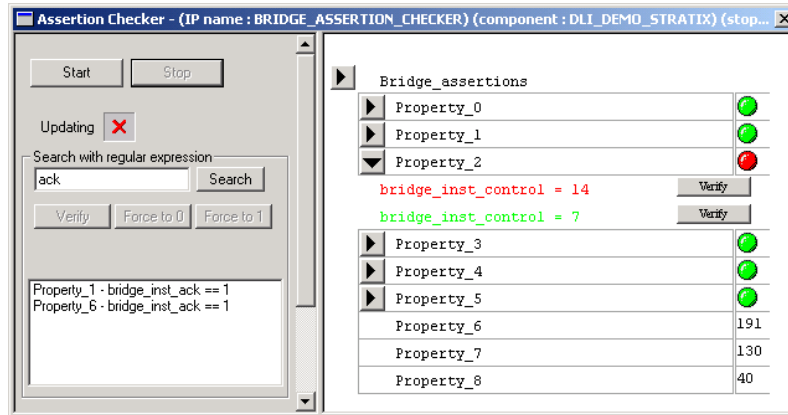 Assertion Checker - (IP name : BRIDGE_ASSERTION_CHECKER) (component : DLI_DEMO_STRATIX) (stop...
Start
Stop
Updating
Search with regular expression
ack
Search
Verify
Force to 0
Force to 1
Property_1 - bridge_inst_ack == 1
Property_6 - bridge_inst_ack == 1
Bridge_assertions
Property_0
Property_1
Property_2
bridge_inst_control = 14 Verify
bridge_inst_control = 7 Verify
Property_3
Property_4
Property_5
Property_6 191
Property_7 130
Property_8 40